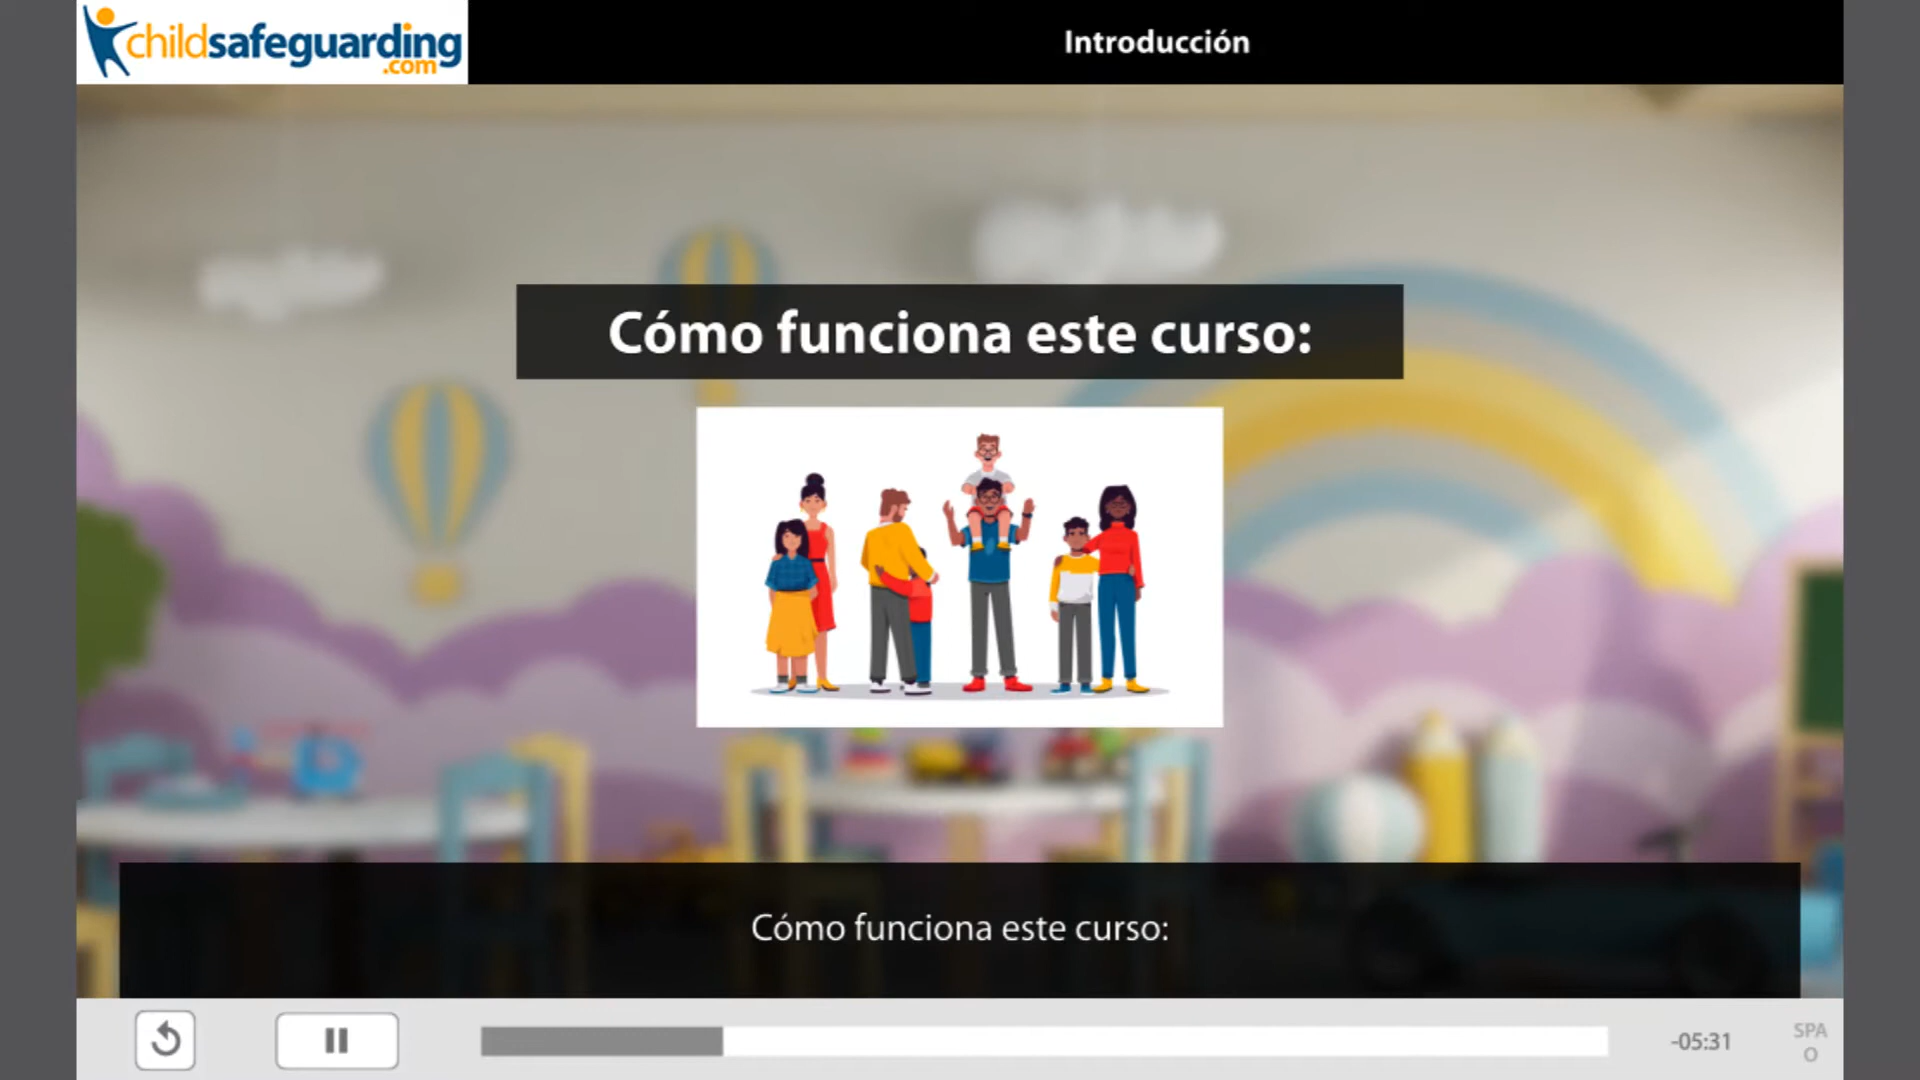 childsafeguarding
.com
Introducción
Cómo funciona este curso:
Cómo funciona este curso:
-05:31
SPA
O